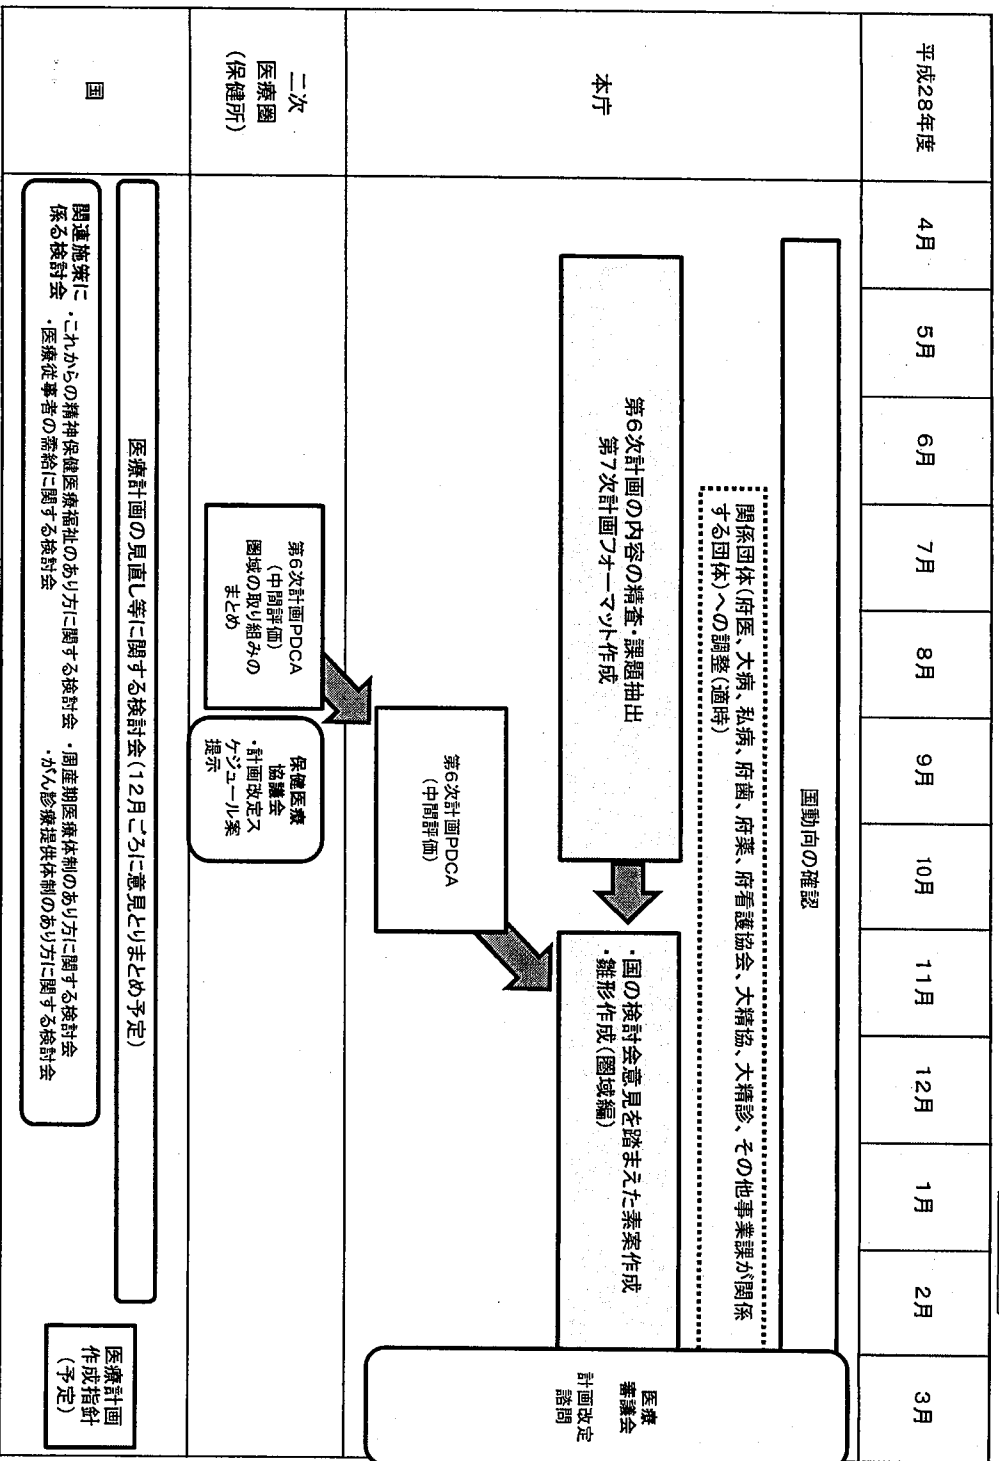 平成28年度
4月
5月
6月
7月
8月
9月
10月
11月
12月
1月
2月
3月
本庁
国動向の確認
関係団体(府医、大病、私病、府歯、府薬、府看護協会、大精協、大精診、その他事業課が関係
する団体)への調整(適時)
第6次計画の内容の精査・課題抽出
第7次計画フォーマット作成
・国の検討会意見を踏まえた素案作成
・雛形作成(圏域編)
第6次計画PDCA
(中間評価)
医療
審議会
計画改定
諮問
二次
医療圏
(保健所)
第6次計画PDCA
(中間評価)
圏域の取り組みの
まとめ
保健医療
協議会
・計画改定ス
ケジュール案
提示
国
医療計画の見直し等に関する検討会(12月ごろに意見とりまとめ予定)
関連施策に
係る検討会
・これからの精神保健医療福祉のあり方に関する検討会
・医療従事者の需給に関する検討会
・周産期医療体制のあり方に関する検討会
・がん診療提供体制のあり方に関する検討会
医療計画
作成指針
(予定)